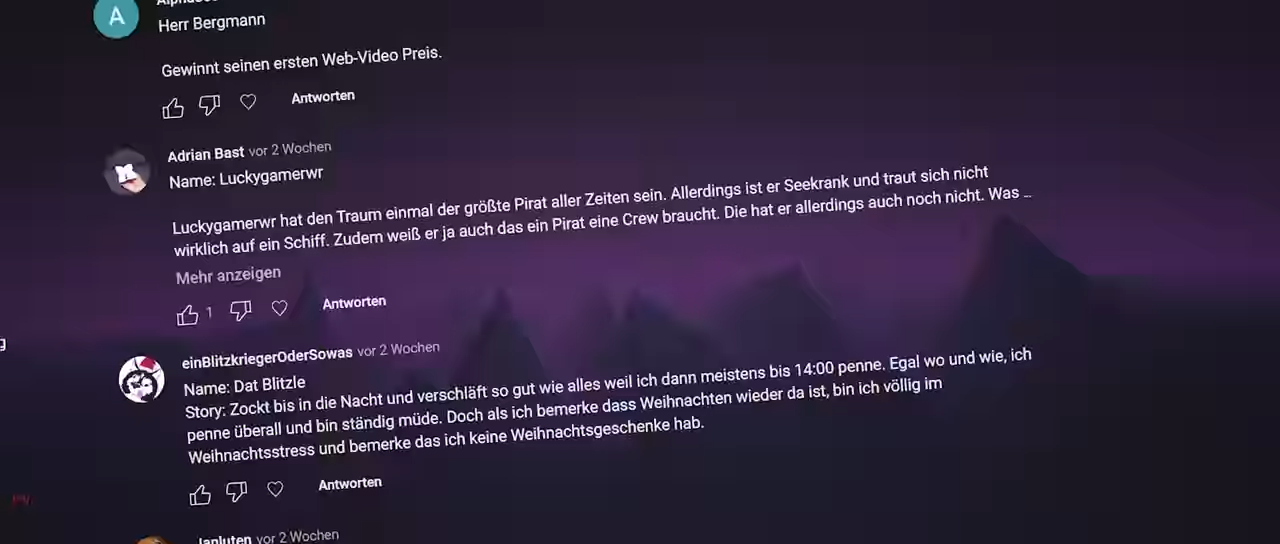 Herr Bergmann
Gewinnt seinen ersten Web-Video Preis.
Antworten
Adrian Bast vor 2 Wochen
Name: Luckygamerwr
Luckygamerwr hat den Traum einmal der größte Pirat aller Zeiten sein. Allerdings ist er Seekrank und traut sich nicht
wirklich auf ein Schiff. Zudem weiß er ja auch das ein Pirat eine Crew braucht. Die hat er allerdings auch noch nicht. Was ...
Mehr anzeigen
1 Antworten
einBlitzkriegerOderSowas vor 2 Wochen
Name: Dat Blitzle
Story: Zockt bis in die Nacht und verschläft so gut wie alles weil ich dann meistens bis 14:00 penne. Egal wo und wie, ich
penne überall und bin ständig müde. Doch als ich bemerke dass Weihnachten wieder da ist, bin ich völlig im
Weihnachtsstress und bemerke das ich keine Weihnachtsgeschenke hab.
Antworten
Janluten vor 2 Wochen